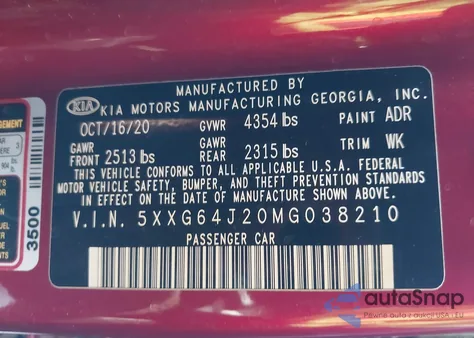 MANUFACTURED BY
KIA KIA MOTORS MANUFACTURING GEORGIA, INC.
OCT/16/20 GVWR 4354 lbs PAINT ADR
GAWR FRONT 2513 lbs GAWR REAR 2315 lbs TRIM WK
THIS VEHICLE CONFORMS TO ALL APPLICABLE U.S.A. FEDERAL
MOTOR VEHICLE SAFETY, BUMPER, AND THEFT PREVENTION STANDARDS
IN EFFECT ON THE DATE OF MANUFACTURE SHOWN ABOVE.
V.I.N. 5XXG64J20MG038210
PASSENGER CAR
3500
autoSnap